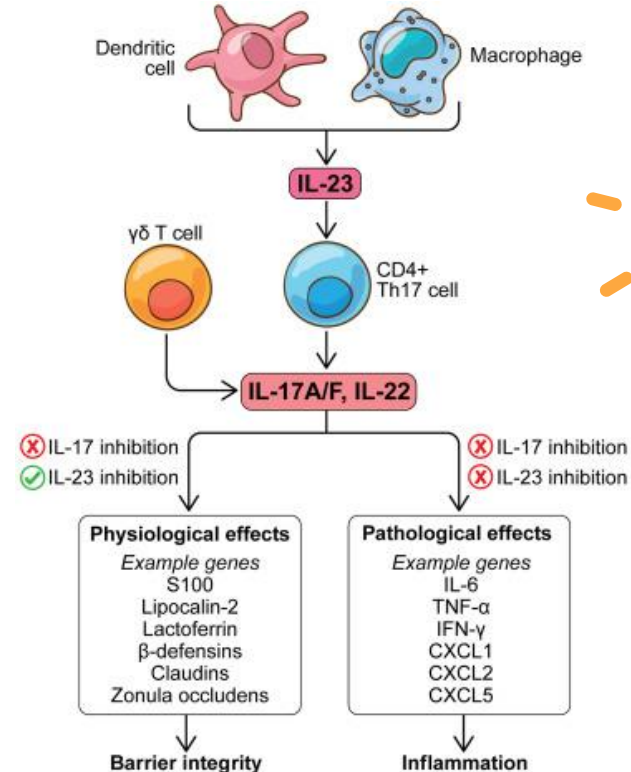 Dendritic
cell
Macrophage
IL-23
γδ T cell
CD4+
Th17 cell
IL-17A/F, IL-22
IL-17 inhibition
IL-23 inhibition
IL-17 inhibition
IL-23 inhibition
Physiological effects
Example genes
S100
Lipocalin-2
Lactoferrin
β-defensins
Claudins
Zonula occludens
Pathological effects
Example genes
IL-6
TNF-α
IFN-γ
CXCL1
CXCL2
CXCL5
Barrier integrity
Inflammation